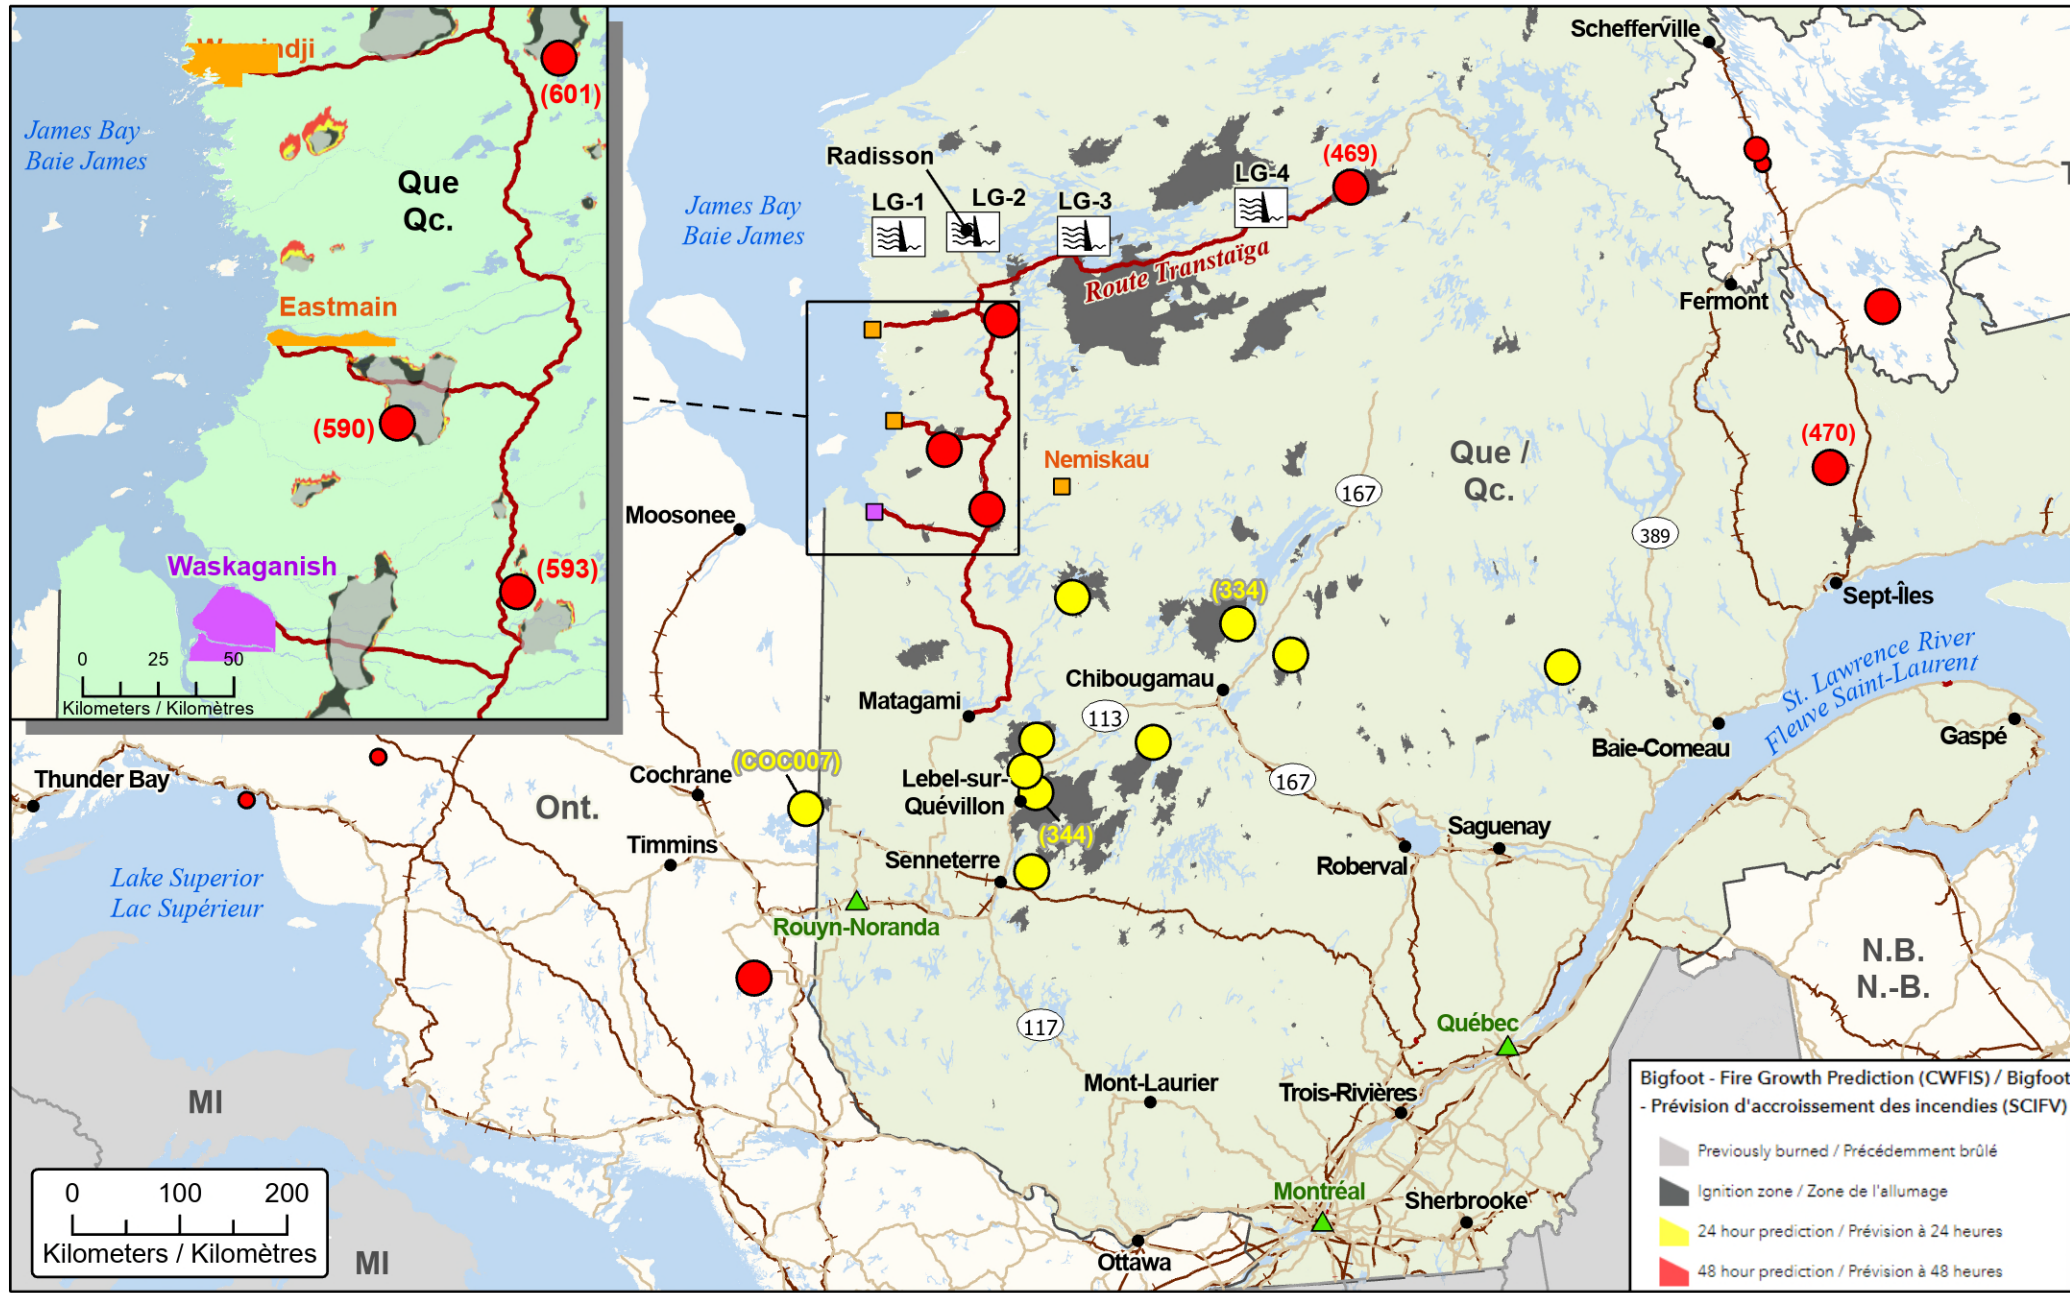 Wemindji
(601)
James Bay
Baie James
Que
Qc.
Eastmain
(590)
Waskaganish
(593)
0 25 50
Kilometers / Kilomètres
Schefferville
Radisson
LG-1
LG-2
LG-3
LG-4
(469)
James Bay
Baie James
Route Transtaïga
Fermont
(470)
Que /
Qc.
Nemiskau
167
389
Moosonee
(334)
Sept-Îles
St. Lawrence River
Fleuve Saint-Laurent
Chibougamau
Matagami
113
Baie-Comeau
Gaspé
Thunder Bay
Cochrane
(COC007)
Lebel-sur-
Quévillon
167
Ont.
(344)
Timmins
Saguenay
Senneterre
Roberval
Lake Superior
Lac Supérieur
Rouyn-Noranda
N.B.
N.-B.
117
Québec
MI
Mont-Laurier
Trois-Rivières
Montréal
Sherbrooke
Ottawa
MI
0 100 200
Kilometers / Kilomètres
Bigfoot - Fire Growth Prediction (CWFIS) / Bigfoot
- Prévision d'accroissement des incendies (SCIFV)
Previously burned / Précédemment brûlé
Ignition zone / Zone de l'allumage
24 hour prediction / Prévision à 24 heures
48 hour prediction / Prévision à 48 heures